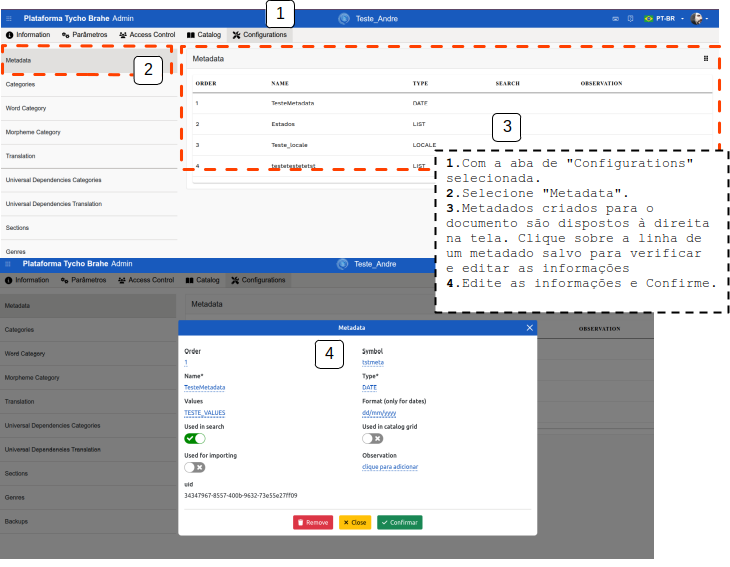 1
Plataforma Tycho Brahe Admin
Teste_Andre
PT-BR
Information
Parâmetros
Access Control
Catalog
Configurations
Metadata
2
Categories
Word Category
Morpheme Category
Translation
Universal Dependencies Categories
Universal Dependencies Translation
Sections
Genres
Metadata
ORDER NAME TYPE SEARCH OBSERVATION
1 TesteMetadata DATE
2 Estados LIST
3 Teste_locale LOCALE
4 testetestetetst LIST
3
1.Com a aba de "Configurations"
selecionada.
2.Selecione "Metadata".
3.Metadados criados para o
documento são dispostos à direita
na tela. Clique sobre a linha de
um metadado salvo para verificar
e editar as informações
4.Edite as informações e Confirme.
Plataforma Tycho Brahe Admin
Teste_Andre
Information
Parâmetros
Access Control
Catalog
Configurations
Metadata
Categories
Word Category
Morpheme Category
Translation
Universal Dependencies Categories
Universal Dependencies Translation
Sections
Genres
Backups
Metadata
OBSERVATION
Metadata
4
Order
1
Symbol
tstmeta
Name*
TesteMetadata
Type*
DATE
Values
TESTE_VALUES
Format (only for dates)
dd/mm/yyyy
Used in search
Used in catalog grid
Used for importing
Observation
clique para adicionar
uid
34347967-8557-400b-9632-73e55e27ff09
Remove
Close
Confirmar